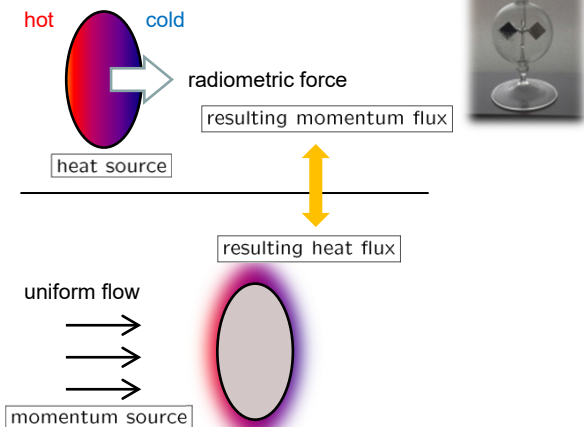 hot
cold
radiometric force
resulting momentum flux
heat source
resulting heat flux
uniform flow
momentum source